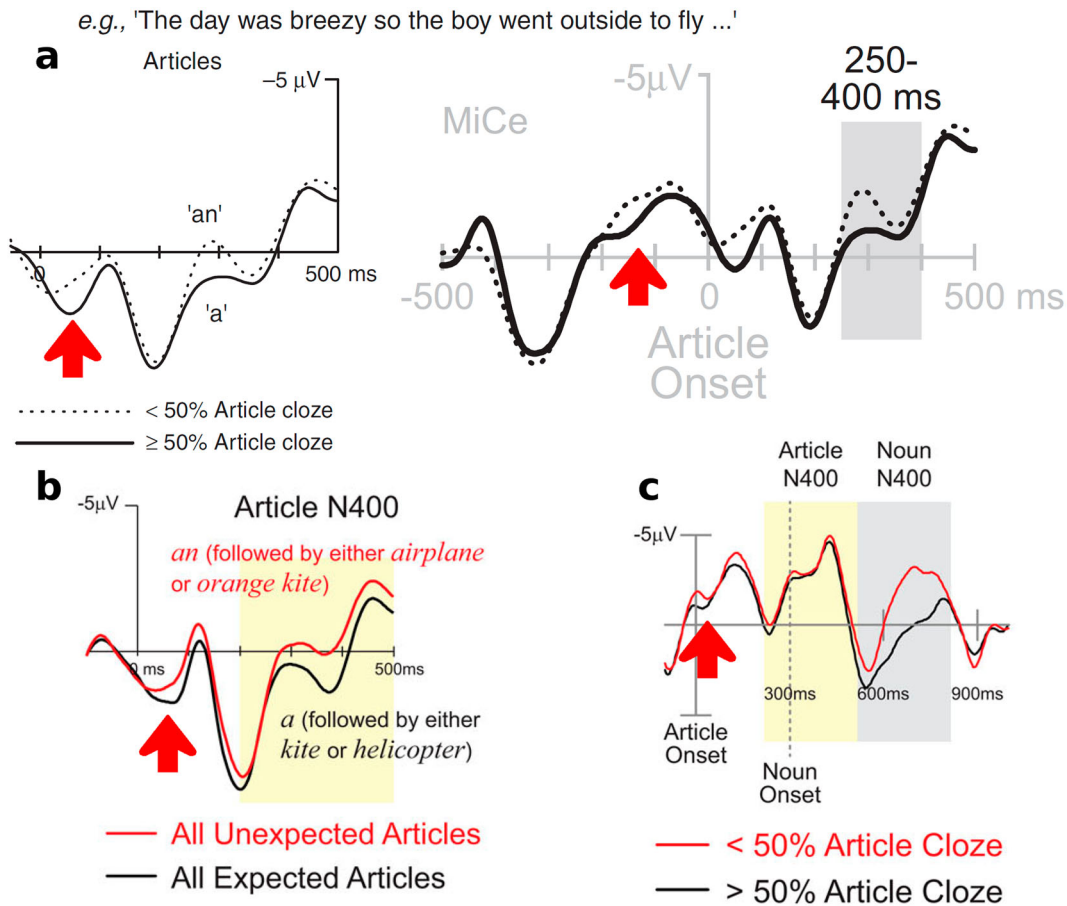 e.g., 'The day was breezy so the boy went outside to fly ...'
a
Articles
–5 µV
'an'
0
500 ms
'a'
< 50% Article cloze
≥ 50% Article cloze
-5µV
250-
400 ms
MiCe
-500
0
500 ms
Article
Onset
b
-5µV
Article N400
an (followed by either airplane
or orange kite)
0 ms
500ms
a (followed by either
kite or helicopter)
All Unexpected Articles
All Expected Articles
c
Article
N400
Noun
N400
-5µV
300ms
600ms
900ms
Article
Onset
Noun
Onset
< 50% Article Cloze
> 50% Article Cloze